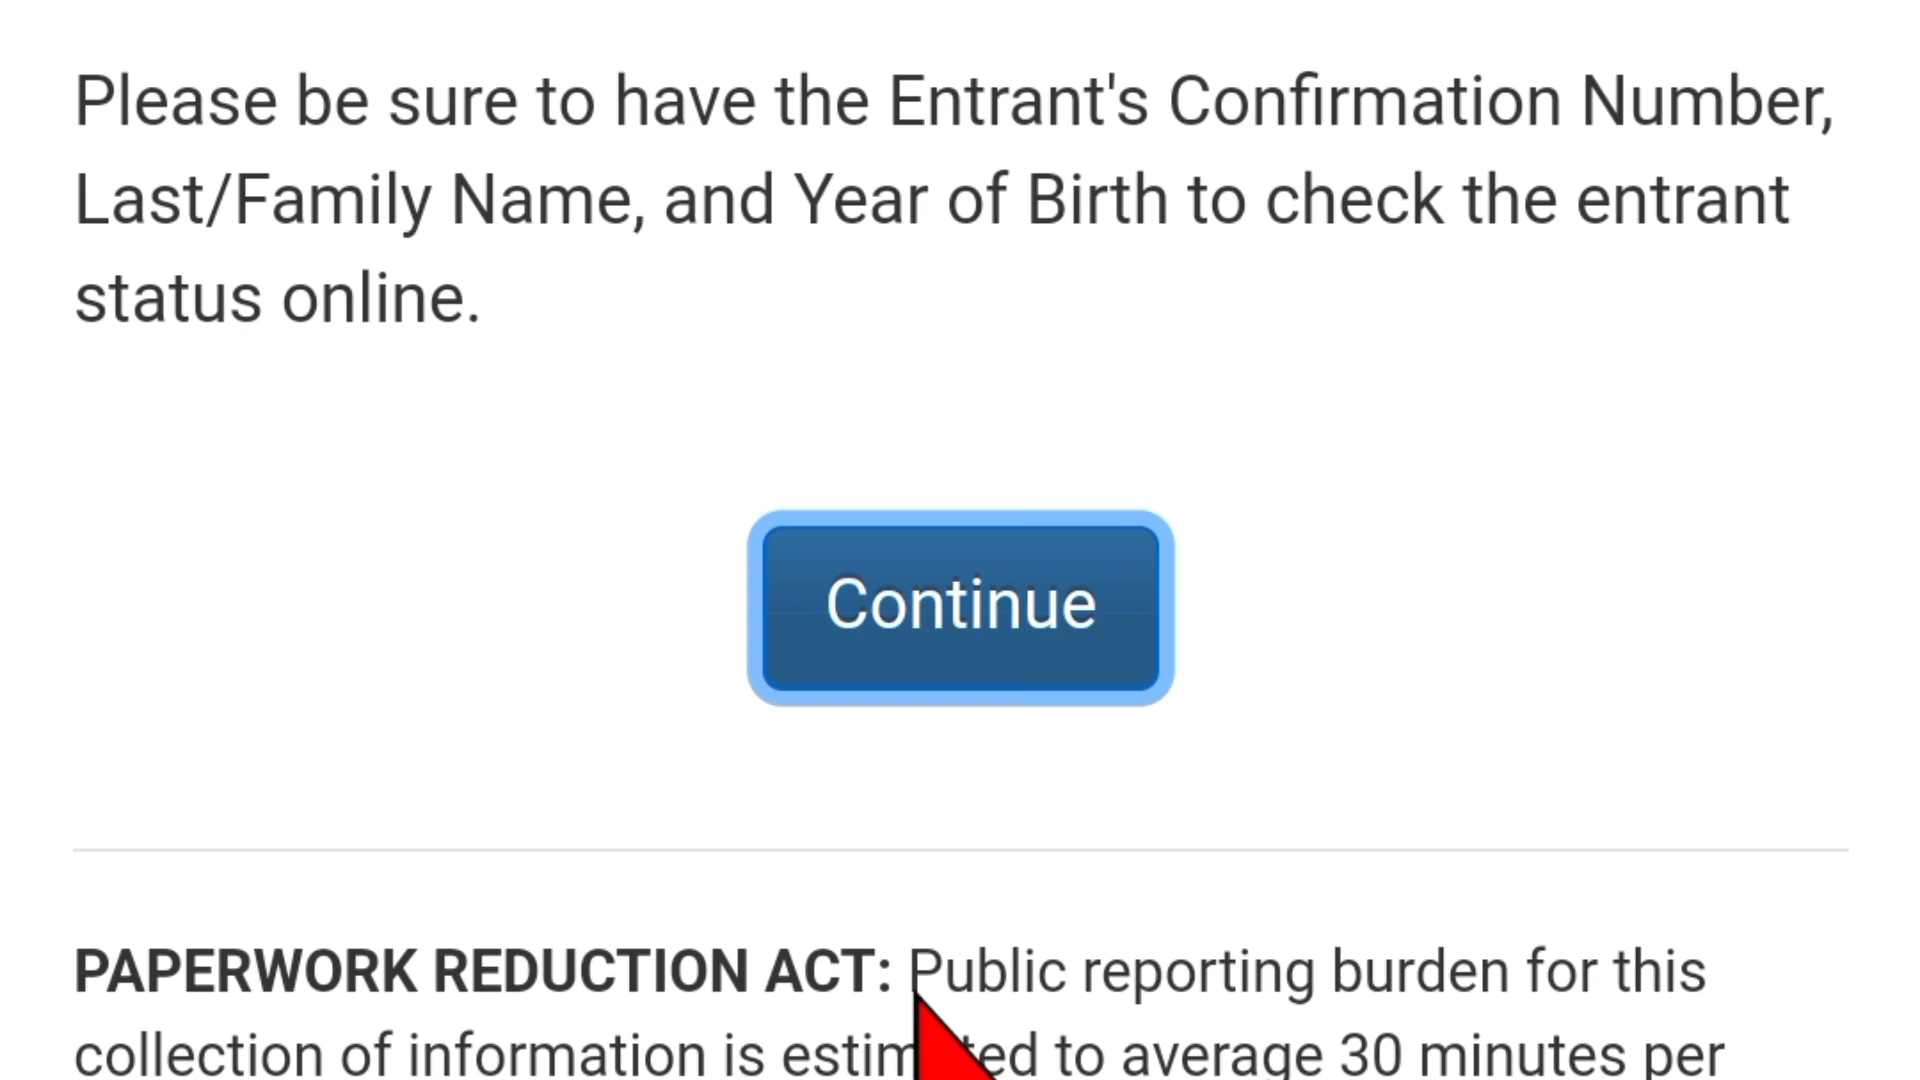 Please be sure to have the Entrant's Confirmation Number,
Last/Family Name, and Year of Birth to check the entrant
status online.
Continue
PAPERWORK REDUCTION ACT: Public reporting burden for this
collection of information is estimated to average 30 minutes per